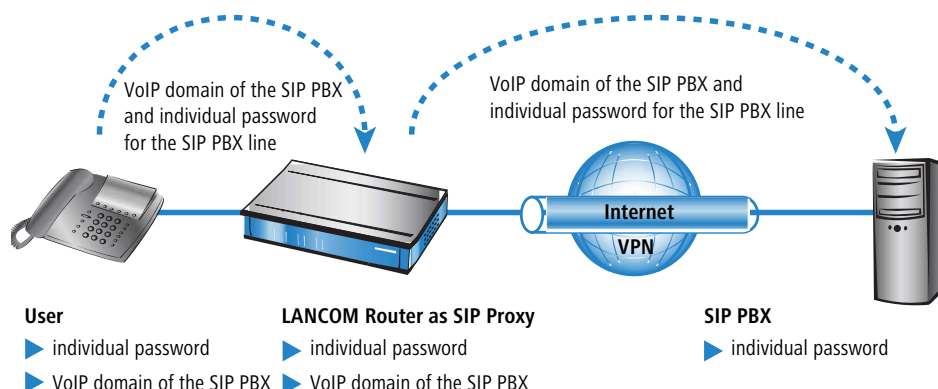 VoIP domain of the SIP PBX
and individual password
for the SIP PBX line
VoIP domain of the SIP PBX and
individual password for the SIP PBX line
Internet
VPN
User
individual password
VoIP domain of the SIP PBX
LANCOM Router as SIP Proxy
individual password
VoIP domain of the SIP PBX
SIP PBX
individual password